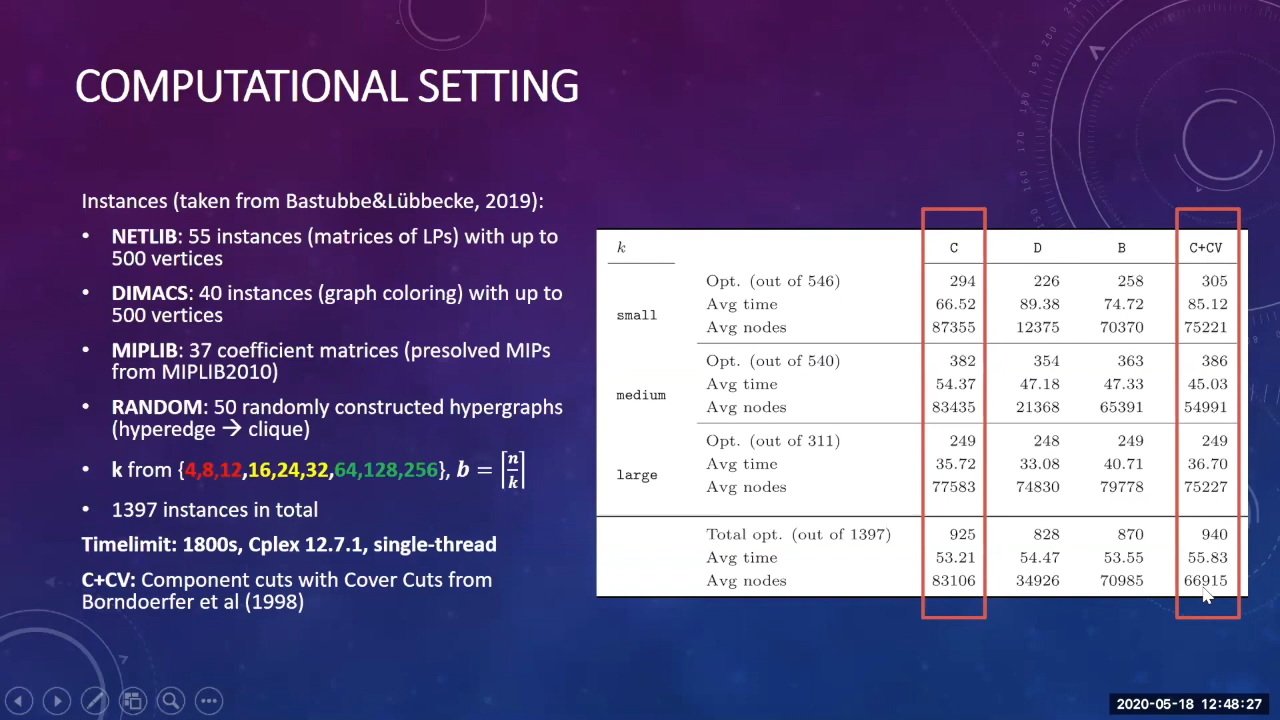 COMPUTATIONAL SETTING
Instances (taken from Bastubbe&Lübbecke, 2019):
• NETLIB: 55 instances (matrices of LPs) with up to
500 vertices
• DIMACS: 40 instances (graph coloring) with up to
500 vertices
• MIPLIB: 37 coefficient matrices (presolved MIPs
from MIPLIB2010)
• RANDOM: 50 randomly constructed hypergraphs
(hyperedge → clique)
• k from {4,8,12,16,24,32,64,128,256}, b = ⌈n/k⌉
• 1397 instances in total
Timelimit: 1800s, Cplex 12.7.1, single-thread
C+CV: Component cuts with Cover Cuts from
Borndoerfer et al (1998)
k C D B C+CV
small
Opt. (out of 546) 294 226 258 305
Avg time 66.52 89.38 74.72 85.12
Avg nodes 87355 12375 70370 75221
medium
Opt. (out of 540) 382 354 363 386
Avg time 54.37 47.18 47.33 45.03
Avg nodes 83435 21368 65391 54991
large
Opt. (out of 311) 249 248 249 249
Avg time 35.72 33.08 40.71 36.70
Avg nodes 77583 74830 79778 75227
Total opt. (out of 1397) 925 828 870 940
Avg time 53.21 54.47 53.55 55.83
Avg nodes 83106 34926 70985 66915
2020-05-18 12:48:27